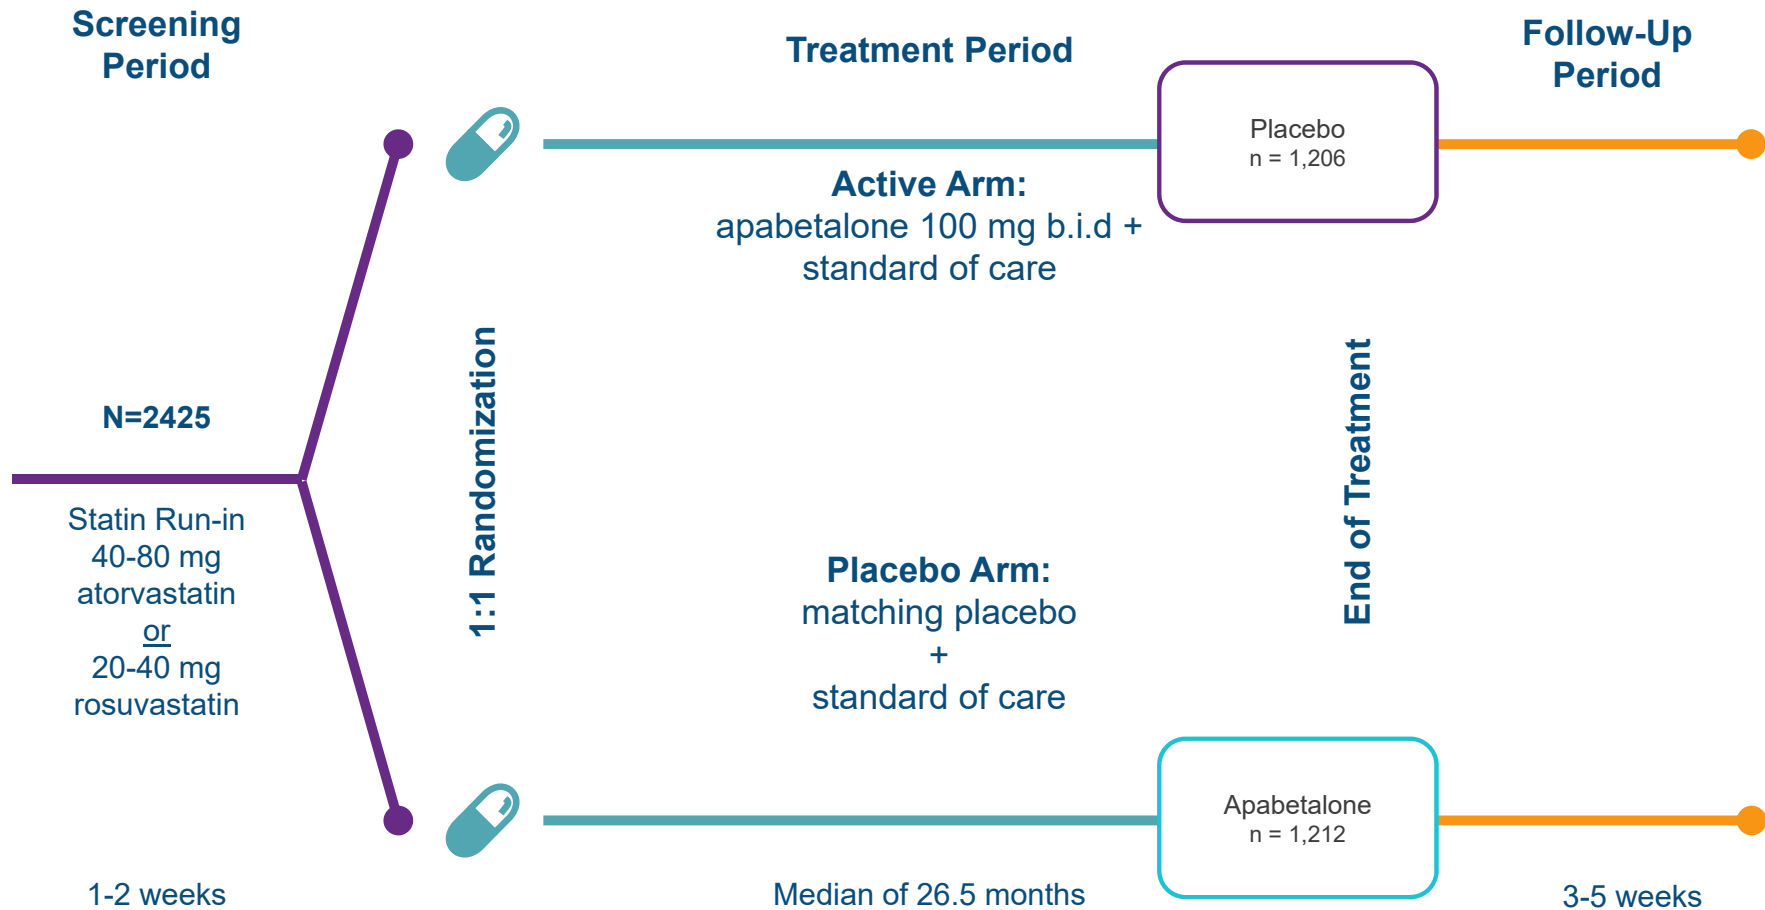 Screening
Period
Treatment Period
Follow-Up
Period
Placebo
n = 1,206
Active Arm:
apabetalone 100 mg b.i.d +
standard of care
N=2425
Statin Run-in
40-80 mg
atorvastatin
or
20-40 mg
rosuvastatin
1:1 Randomization
End of Treatment
Placebo Arm:
matching placebo
+
standard of care
Apabetalone
n = 1,212
1-2 weeks
Median of 26.5 months
3-5 weeks